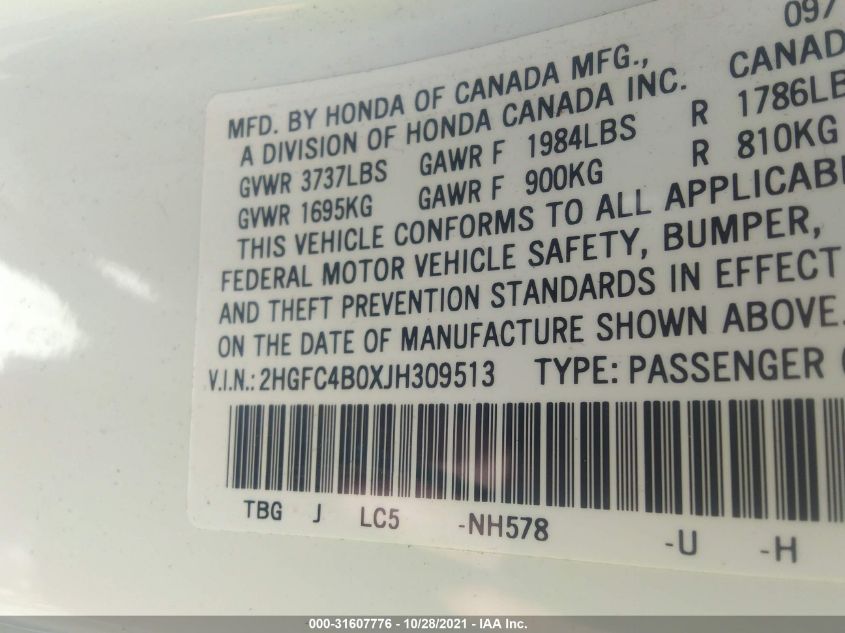 097
MFD. BY HONDA OF CANADA MFG., CANAD
A DIVISION OF HONDA CANADA INC.
GVWR 3737LBS GAWR F 1984LBS R 1786LB
GVWR 1695KG GAWR F 900KG R 810KG
THIS VEHICLE CONFORMS TO ALL APPLICABL
FEDERAL MOTOR VEHICLE SAFETY, BUMPER,
AND THEFT PREVENTION STANDARDS IN EFFECT
ON THE DATE OF MANUFACTURE SHOWN ABOVE.
V.I.N.: 2HGFC4B0XJH309513 TYPE: PASSENGER
TBG J LC5 -NH578 -U -H
000-31607776 - 10/28/2021 - IAA Inc.